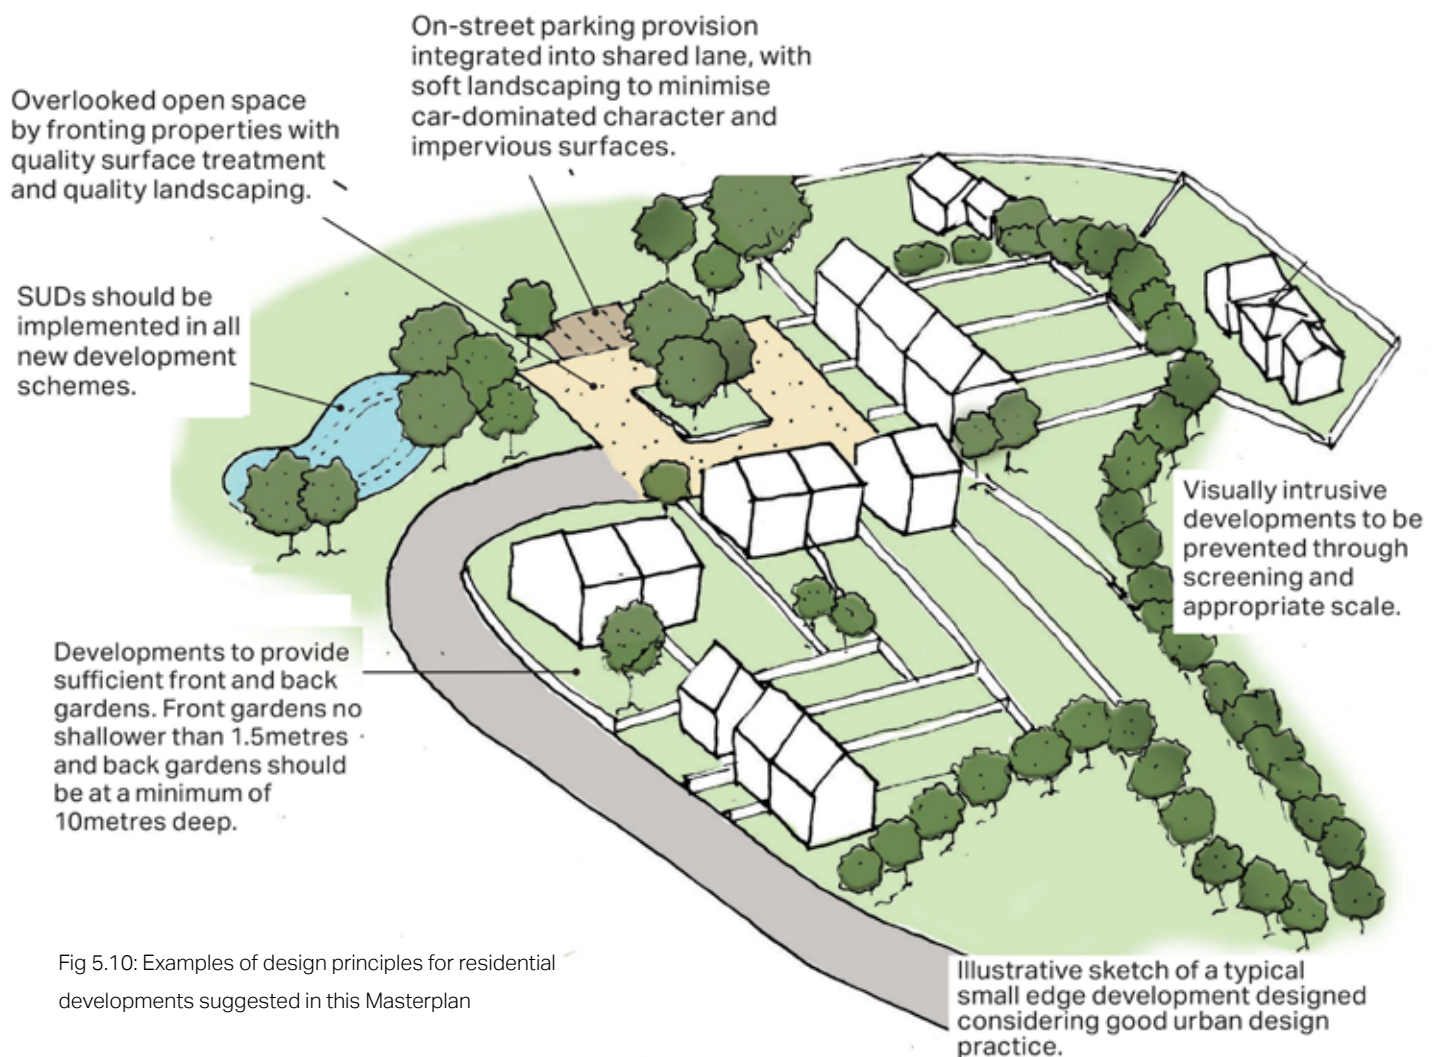 On-street parking provision
integrated into shared lane, with
soft landscaping to minimise
car-dominated character and
impervious surfaces.
Overlooked open space
by fronting properties with
quality surface treatment
and quality landscaping.
SUDs should be
implemented in all
new development
schemes.
Visually intrusive
developments to be
prevented through
screening and
appropriate scale.
Developments to provide
sufficient front and back
gardens. Front gardens no
shallower than 1.5metres
and back gardens should
be at a minimum of
10metres deep.
Fig 5.10: Examples of design principles for residential
developments suggested in this Masterplan
Illustrative sketch of a typical
small edge development designed
considering good urban design
practice.